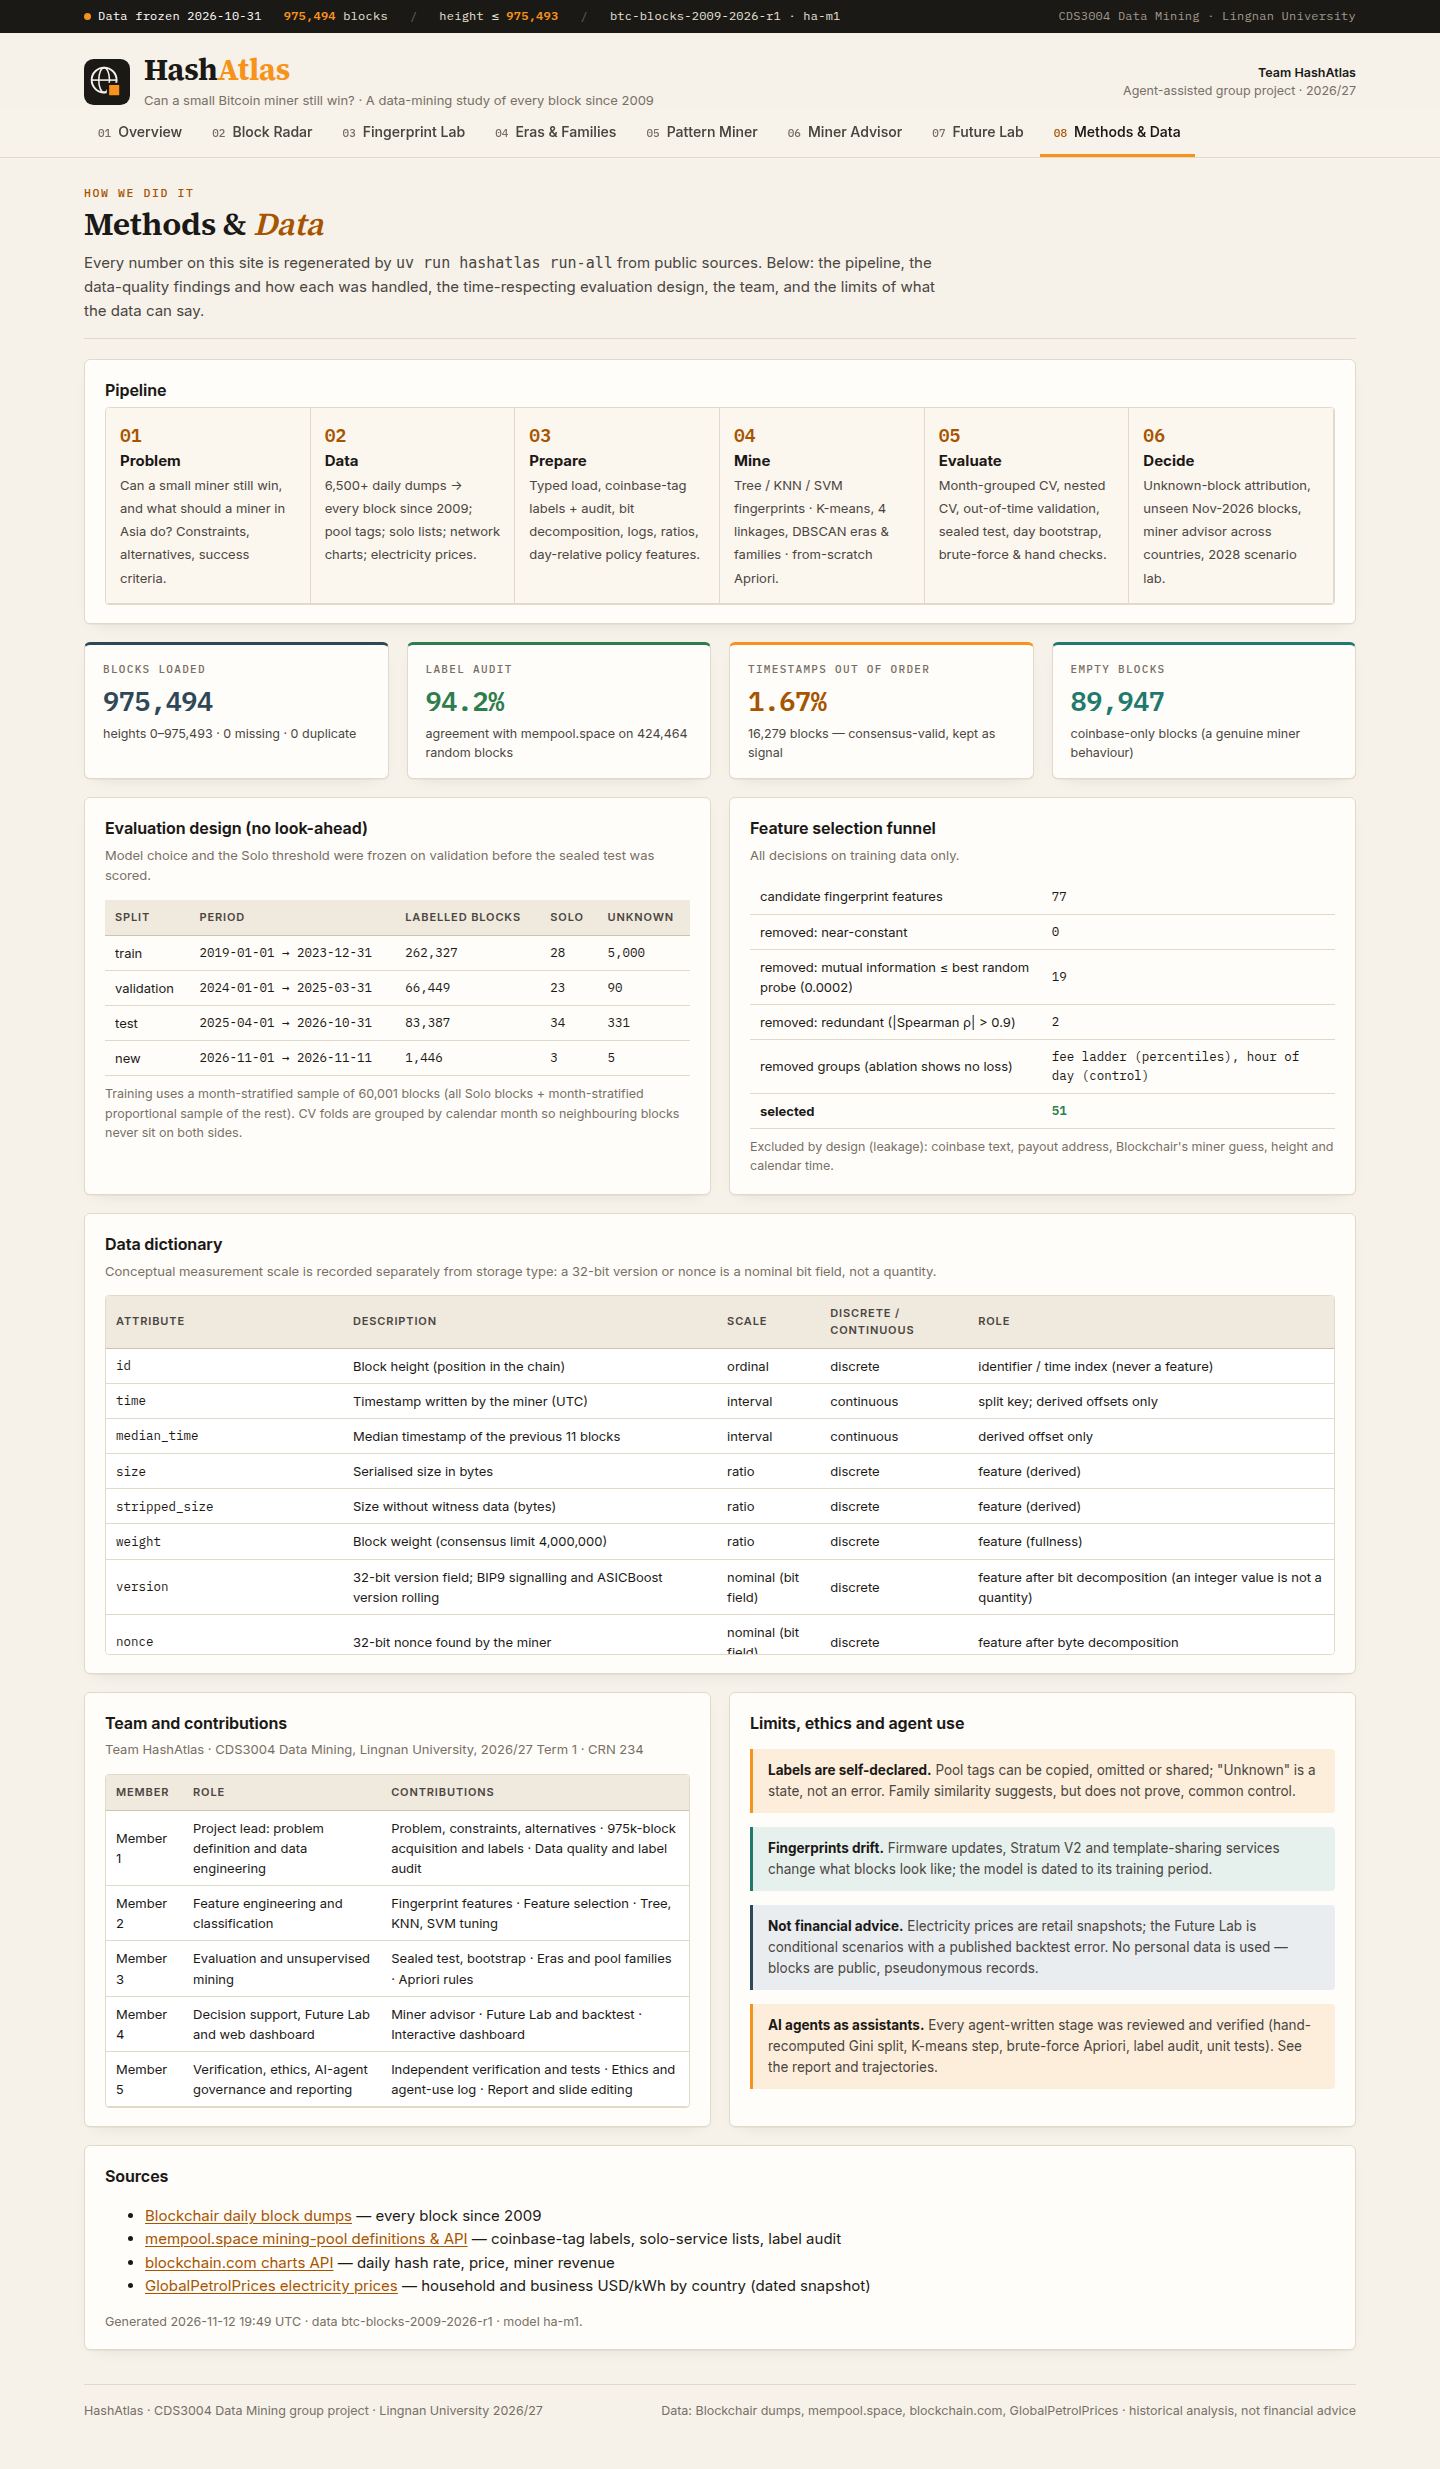 Data frozen 2026-10-31 975,494 blocks / height ≤ 975,493 / btc-blocks-2009-2026-r1 · ha-m1 CDS3004 Data Mining · Lingnan University
HashAtlas
Can a small Bitcoin miner still win? · A data-mining study of every block since 2009
Team HashAtlas
Agent-assisted group project · 2026/27
01 Overview 02 Block Radar 03 Fingerprint Lab 04 Eras & Families 05 Pattern Miner 06 Miner Advisor 07 Future Lab 08 Methods & Data
HOW WE DID IT
Methods & Data
Every number on this site is regenerated by uv run hashatlas run-all from public sources. Below: the pipeline, the
data-quality findings and how each was handled, the time-respecting evaluation design, the team, and the limits of what
the data can say.
Pipeline
01
Problem
Can a small miner still win,
and what should a miner in
Asia do? Constraints,
alternatives, success
criteria.
02
Data
6,500+ daily dumps →
every block since 2009;
pool tags; solo lists; network
charts; electricity prices.
03
Prepare
Typed load, coinbase-tag
labels + audit, bit
decomposition, logs, ratios,
day-relative policy features.
04
Mine
Tree / KNN / SVM
fingerprints · K-means, 4
linkages, DBSCAN eras &
families · from-scratch
Apriori.
05
Evaluate
Month-grouped CV, nested
CV, out-of-time validation,
sealed test, day bootstrap,
brute-force & hand checks.
06
Decide
Unknown-block attribution,
unseen Nov-2026 blocks,
miner advisor across
countries, 2028 scenario
lab.
BLOCKS LOADED
975,494
heights 0–975,493 · 0 missing · 0 duplicate
LABEL AUDIT
94.2%
agreement with mempool.space on 424,464
random blocks
TIMESTAMPS OUT OF ORDER
1.67%
16,279 blocks — consensus-valid, kept as
signal
EMPTY BLOCKS
89,947
coinbase-only blocks (a genuine miner
behaviour)
Evaluation design (no look-ahead)
Model choice and the Solo threshold were frozen on validation before the sealed test was
scored.
SPLIT PERIOD LABELLED BLOCKS SOLO UNKNOWN
train 2019-01-01 → 2023-12-31 262,327 28 5,000
validation 2024-01-01 → 2025-03-31 66,449 23 90
test 2025-04-01 → 2026-10-31 83,387 34 331
new 2026-11-01 → 2026-11-11 1,446 3 5
Training uses a month-stratified sample of 60,001 blocks (all Solo blocks + month-stratified
proportional sample of the rest). CV folds are grouped by calendar month so neighbouring blocks
never sit on both sides.
Feature selection funnel
All decisions on training data only.
candidate fingerprint features 77
removed: near-constant 0
removed: mutual information ≤ best random
probe (0.0002) 19
removed: redundant (|Spearman ρ| > 0.9) 2
removed groups (ablation shows no loss) fee ladder (percentiles), hour of
day (control)
selected 51
Excluded by design (leakage): coinbase text, payout address, Blockchair's miner guess, height and
calendar time.
Data dictionary
Conceptual measurement scale is recorded separately from storage type: a 32-bit version or nonce is a nominal bit field, not a quantity.
ATTRIBUTE DESCRIPTION SCALE DISCRETE /
CONTINUOUS ROLE
id Block height (position in the chain) ordinal discrete identifier / time index (never a feature)
time Timestamp written by the miner (UTC) interval continuous split key; derived offsets only
median_time Median timestamp of the previous 11 blocks interval continuous derived offset only
size Serialised size in bytes ratio discrete feature (derived)
stripped_size Size without witness data (bytes) ratio discrete feature (derived)
weight Block weight (consensus limit 4,000,000) ratio discrete feature (fullness)
version 32-bit version field; BIP9 signalling and ASICBoost
version rolling nominal (bit
field) discrete feature after bit decomposition (an integer value is not a
quantity)
nonce 32-bit nonce found by the miner nominal (bit
field) discrete feature after byte decomposition
Team and contributions
Team HashAtlas · CDS3004 Data Mining, Lingnan University, 2026/27 Term 1 · CRN 234
MEMBER ROLE CONTRIBUTIONS
Member
1 Project lead: problem
definition and data
engineering Problem, constraints, alternatives · 975k-block
acquisition and labels · Data quality and label
audit
Member
2 Feature engineering and
classification Fingerprint features · Feature selection · Tree,
KNN, SVM tuning
Member
3 Evaluation and unsupervised
mining Sealed test, bootstrap · Eras and pool families
· Apriori rules
Member
4 Decision support, Future Lab
and web dashboard Miner advisor · Future Lab and backtest ·
Interactive dashboard
Member
5 Verification, ethics, AI-agent
governance and reporting Independent verification and tests · Ethics and
agent-use log · Report and slide editing
Limits, ethics and agent use
Labels are self-declared. Pool tags can be copied, omitted or shared; "Unknown" is a
state, not an error. Family similarity suggests, but does not prove, common control.
Fingerprints drift. Firmware updates, Stratum V2 and template-sharing services
change what blocks look like; the model is dated to its training period.
Not financial advice. Electricity prices are retail snapshots; the Future Lab is
conditional scenarios with a published backtest error. No personal data is used —
blocks are public, pseudonymous records.
AI agents as assistants. Every agent-written stage was reviewed and verified (hand-
recomputed Gini split, K-means step, brute-force Apriori, label audit, unit tests). See
the report and trajectories.
Sources
• Blockchair daily block dumps — every block since 2009
• mempool.space mining-pool definitions & API — coinbase-tag labels, solo-service lists, label audit
• blockchain.com charts API — daily hash rate, price, miner revenue
• GlobalPetrolPrices electricity prices — household and business USD/kWh by country (dated snapshot)
Generated 2026-11-12 19:49 UTC · data btc-blocks-2009-2026-r1 · model ha-m1.
HashAtlas · CDS3004 Data Mining group project · Lingnan University 2026/27
Data: Blockchair dumps, mempool.space, blockchain.com, GlobalPetrolPrices · historical analysis, not financial advice